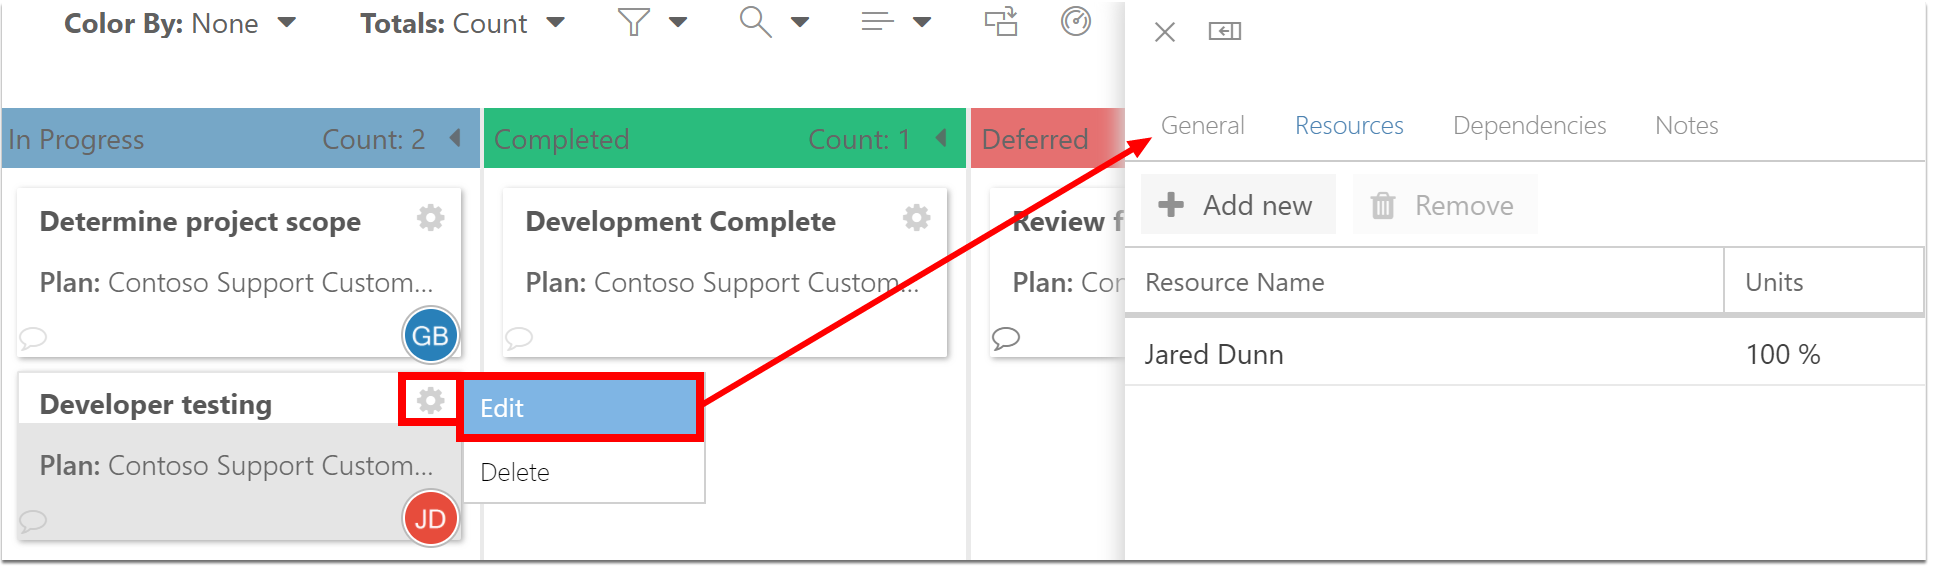 Color By: None
Totals: Count
In Progress
Count: 2
Completed
Count: 1
Deferred
Determine project scope
Plan: Contoso Support Custom...
GB
Developer testing
Plan: Contoso Support Custom...
JD
Edit
Delete
Development Complete
Plan: Contoso Support Custom...
Review f
Plan: Con
General
Resources
Dependencies
Notes
Add new
Remove
Resource Name
Units
Jared Dunn
100 %